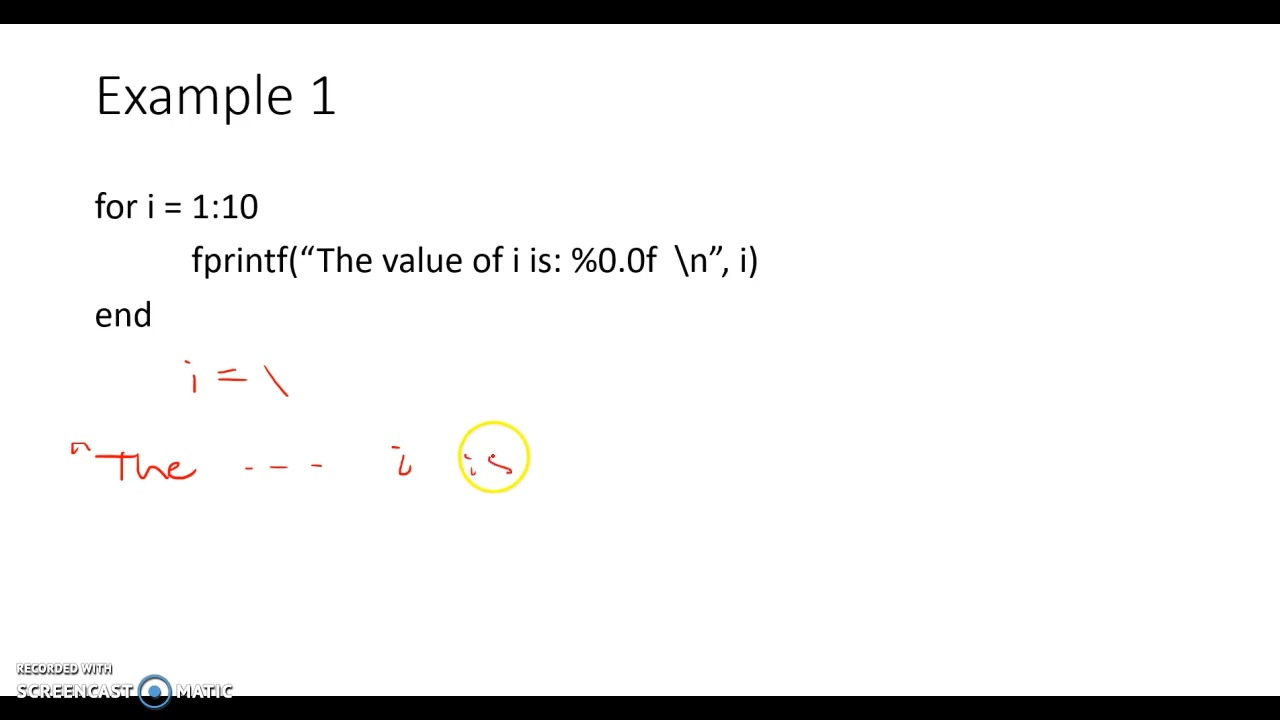 Example 1
for i = 1:10
fprintf(“The value of i is: %0.0f \n”, i)
end
i = \
"The --- i is
RECORDED WITH
SCREENCAST MATIC